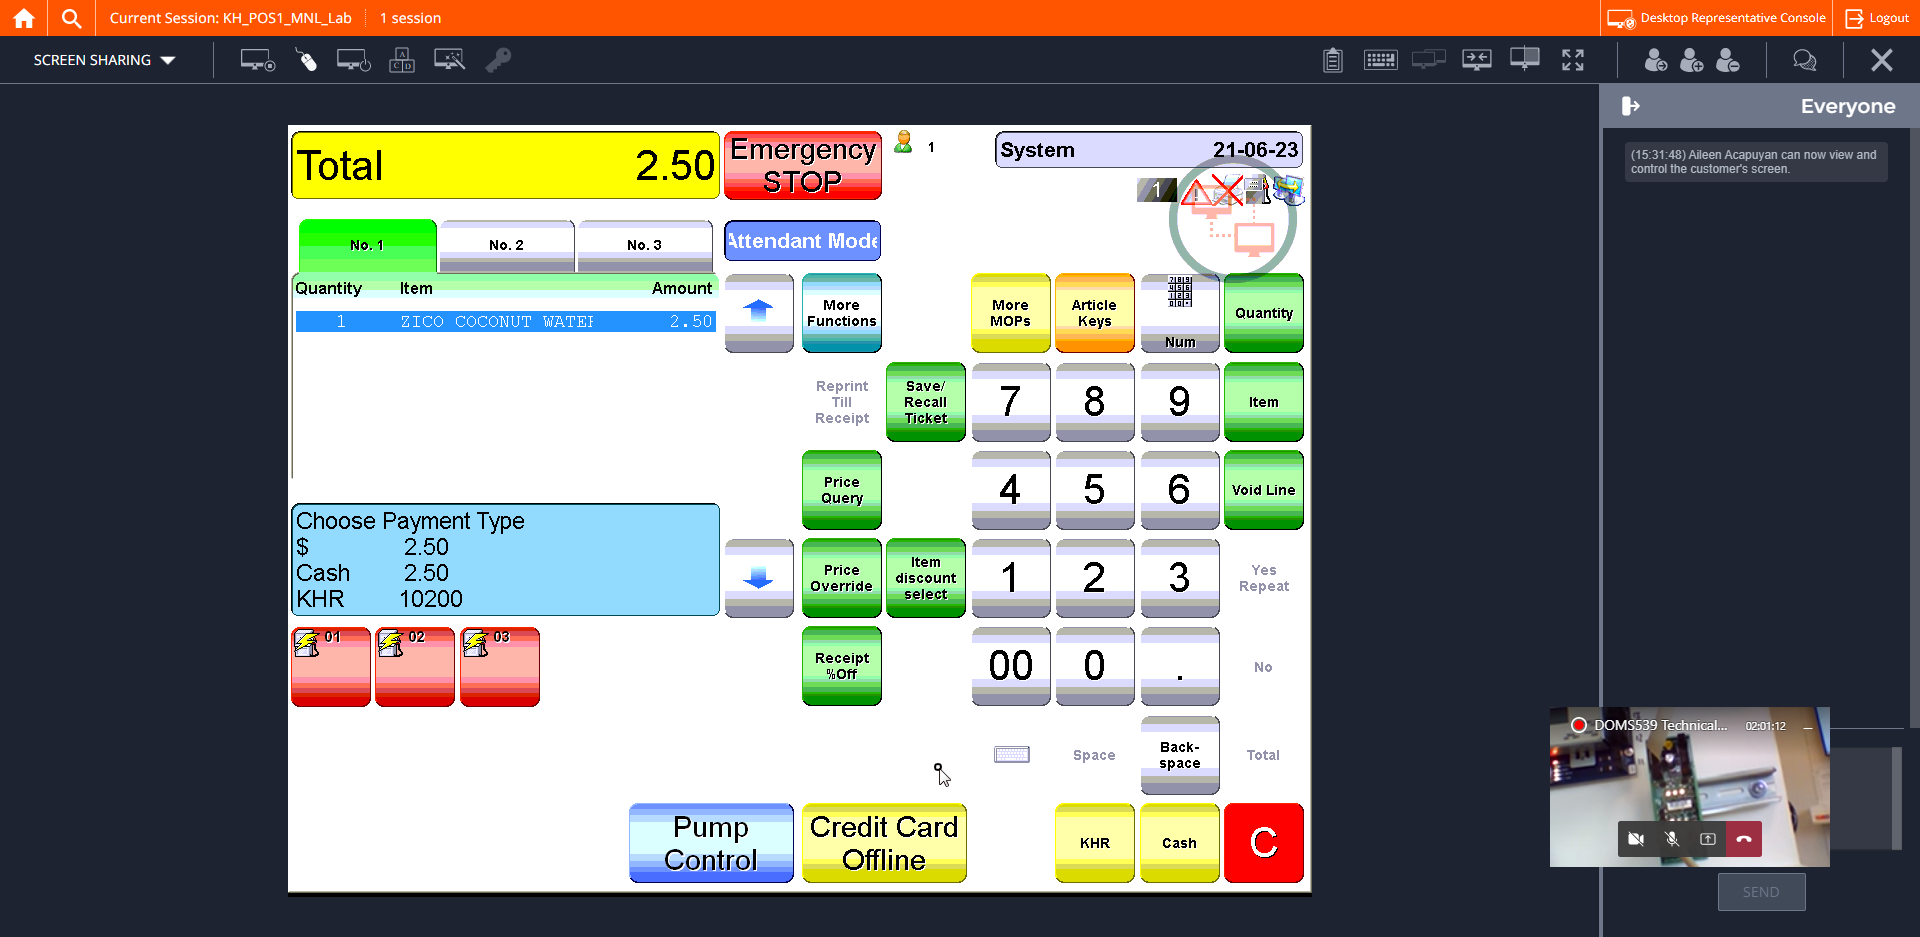 Current Session: KH_POS1_MNL_Lab
1 session
Desktop Representative Console
Logout
SCREEN SHARING
Everyone
(15:31:48) Aileen Acapuyan can now view and
control the customer's screen.
Total 2.50
Emergency
STOP
1
System 21-06-23
1
No. 1
No. 2
No. 3
Attendant Mode
Quantity Item Amount
1 ZICO COCONUT WATER 2.50
More
Functions
More
MOPs
Article
Keys
Num
Quantity
Reprint
Till
Receipt
Save/
Recall
Ticket
7
8
9
Item
Price
Query
4
5
6
Void Line
Choose Payment Type
$ 2.50
Cash 2.50
KHR 10200
Price
Override
Item
discount
select
1
2
3
Yes
Repeat
01
02
03
Receipt
%Off
00
0
.
No
Space
Back-
space
Total
Pump
Control
Credit Card
Offline
KHR
Cash
C
DOMS539 Technical...
02:01:12
SEND